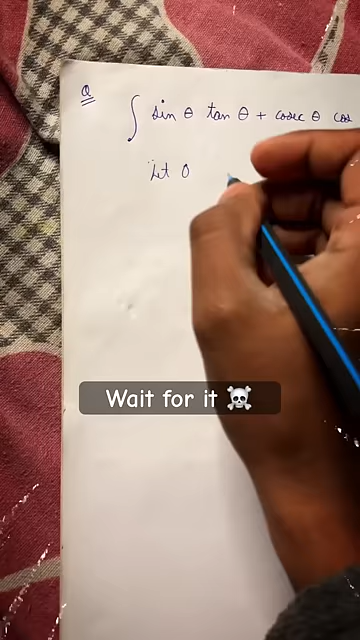 Q
∫ sin θ tan θ + cosec θ cos
Let θ
Wait for it ☠️